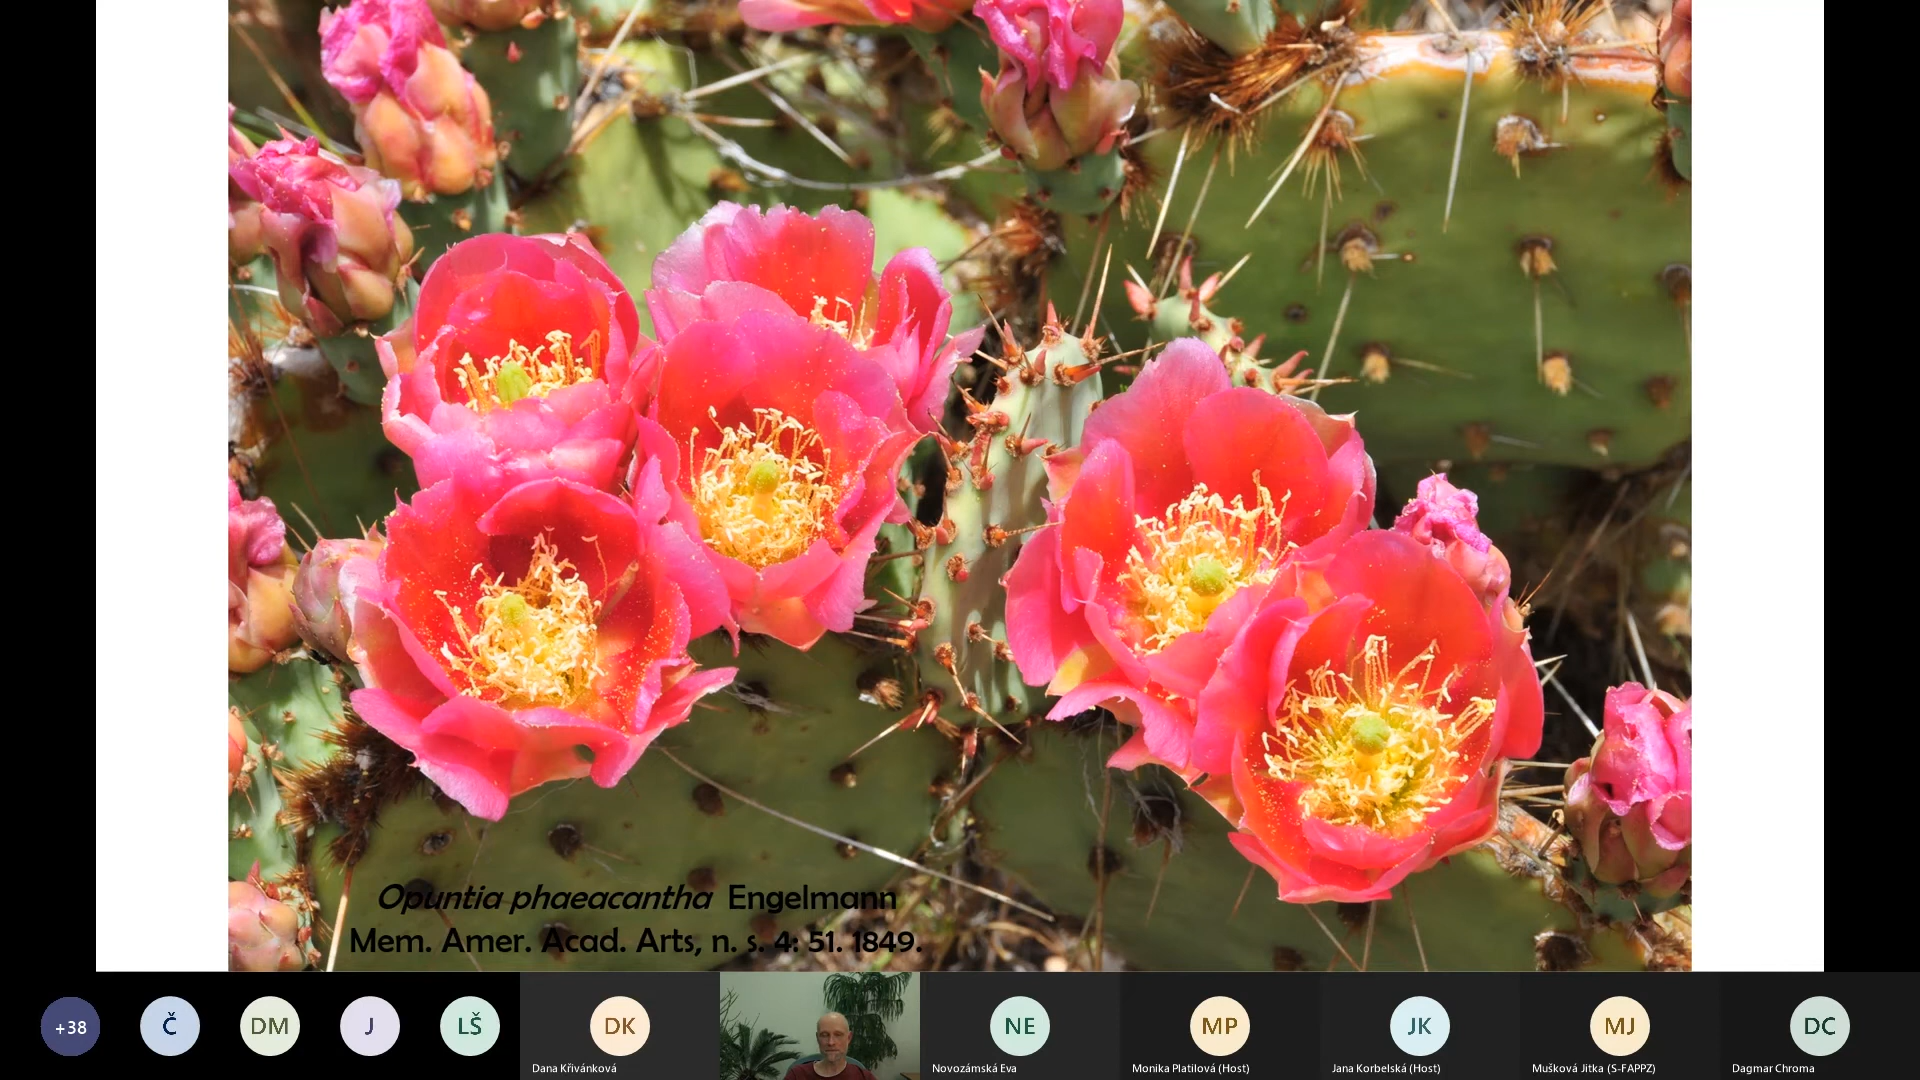 Opuntia phaeacantha Engelmann
Mem. Amer. Acad. Arts, n. s. 4: 51. 1849.
+38
Č
DM
J
LŠ
DK
NE
MP
JK
MJ
DC
Dana Křivánková
Novozámská Eva
Monika Platilová (Host)
Jana Korbelská (Host)
Mušková Jitka (S-FAPPZ)
Dagmar Chroma